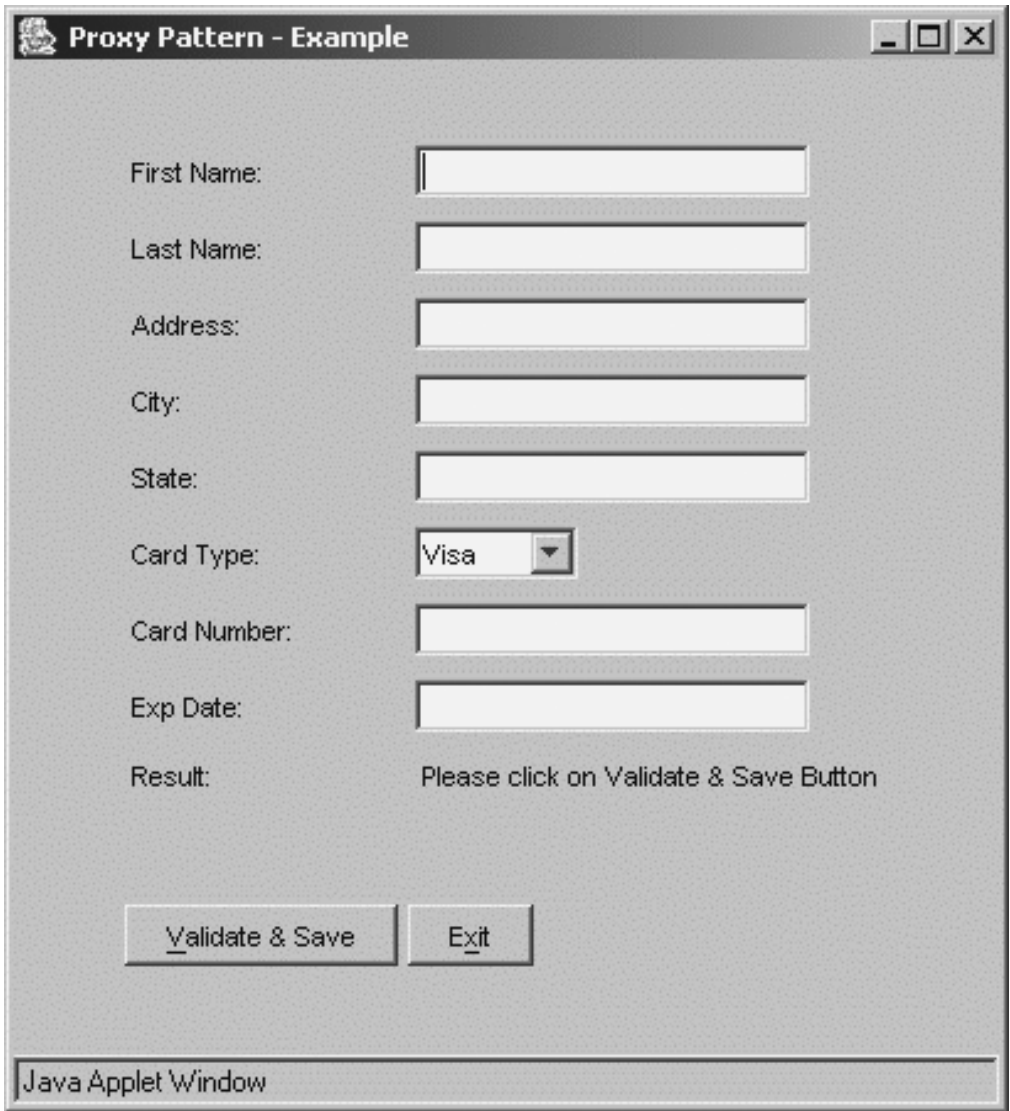 Proxy Pattern - Example
First Name:
Last Name:
Address:
City:
State:
Card Type: Visa
Card Number:
Exp Date:
Result: Please click on Validate & Save Button
Validate & Save Exit
Java Applet Window